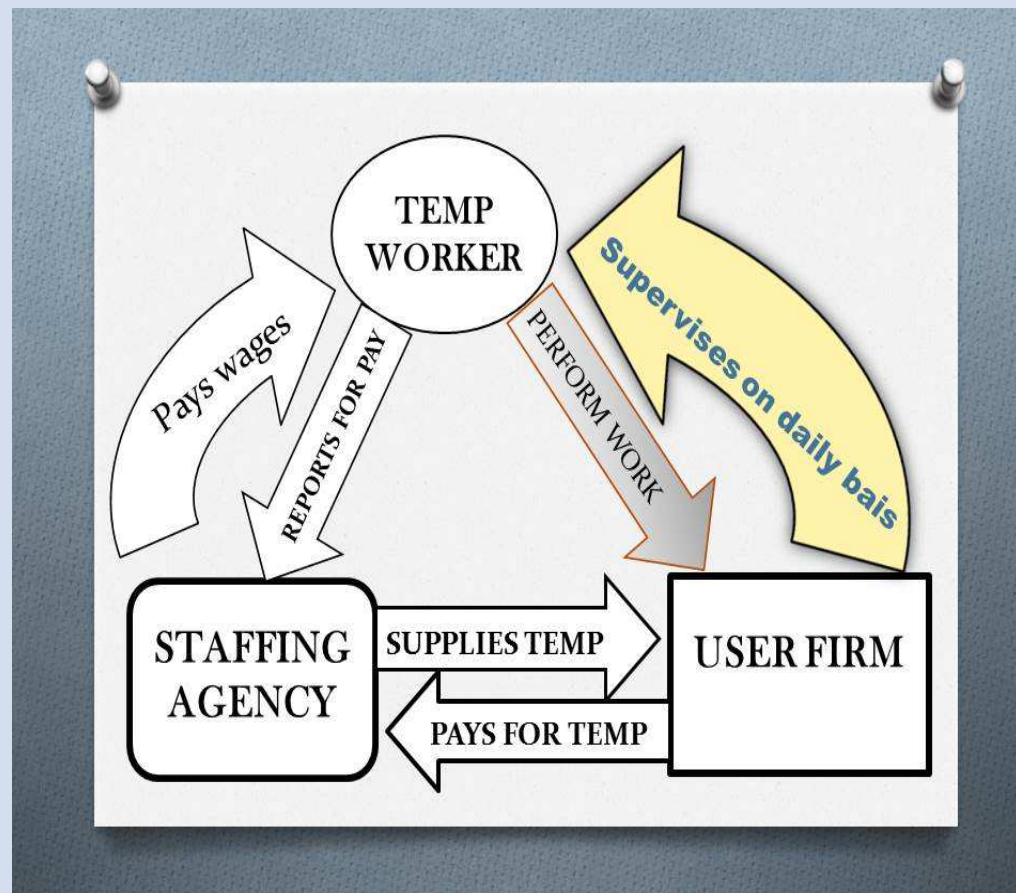 TEMP
WORKER
Pays wages
REPORTS FOR PAY
PERFORM WORK
Supervises on daily bais
STAFFING
AGENCY
SUPPLIES TEMP
USER FIRM
PAYS FOR TEMP